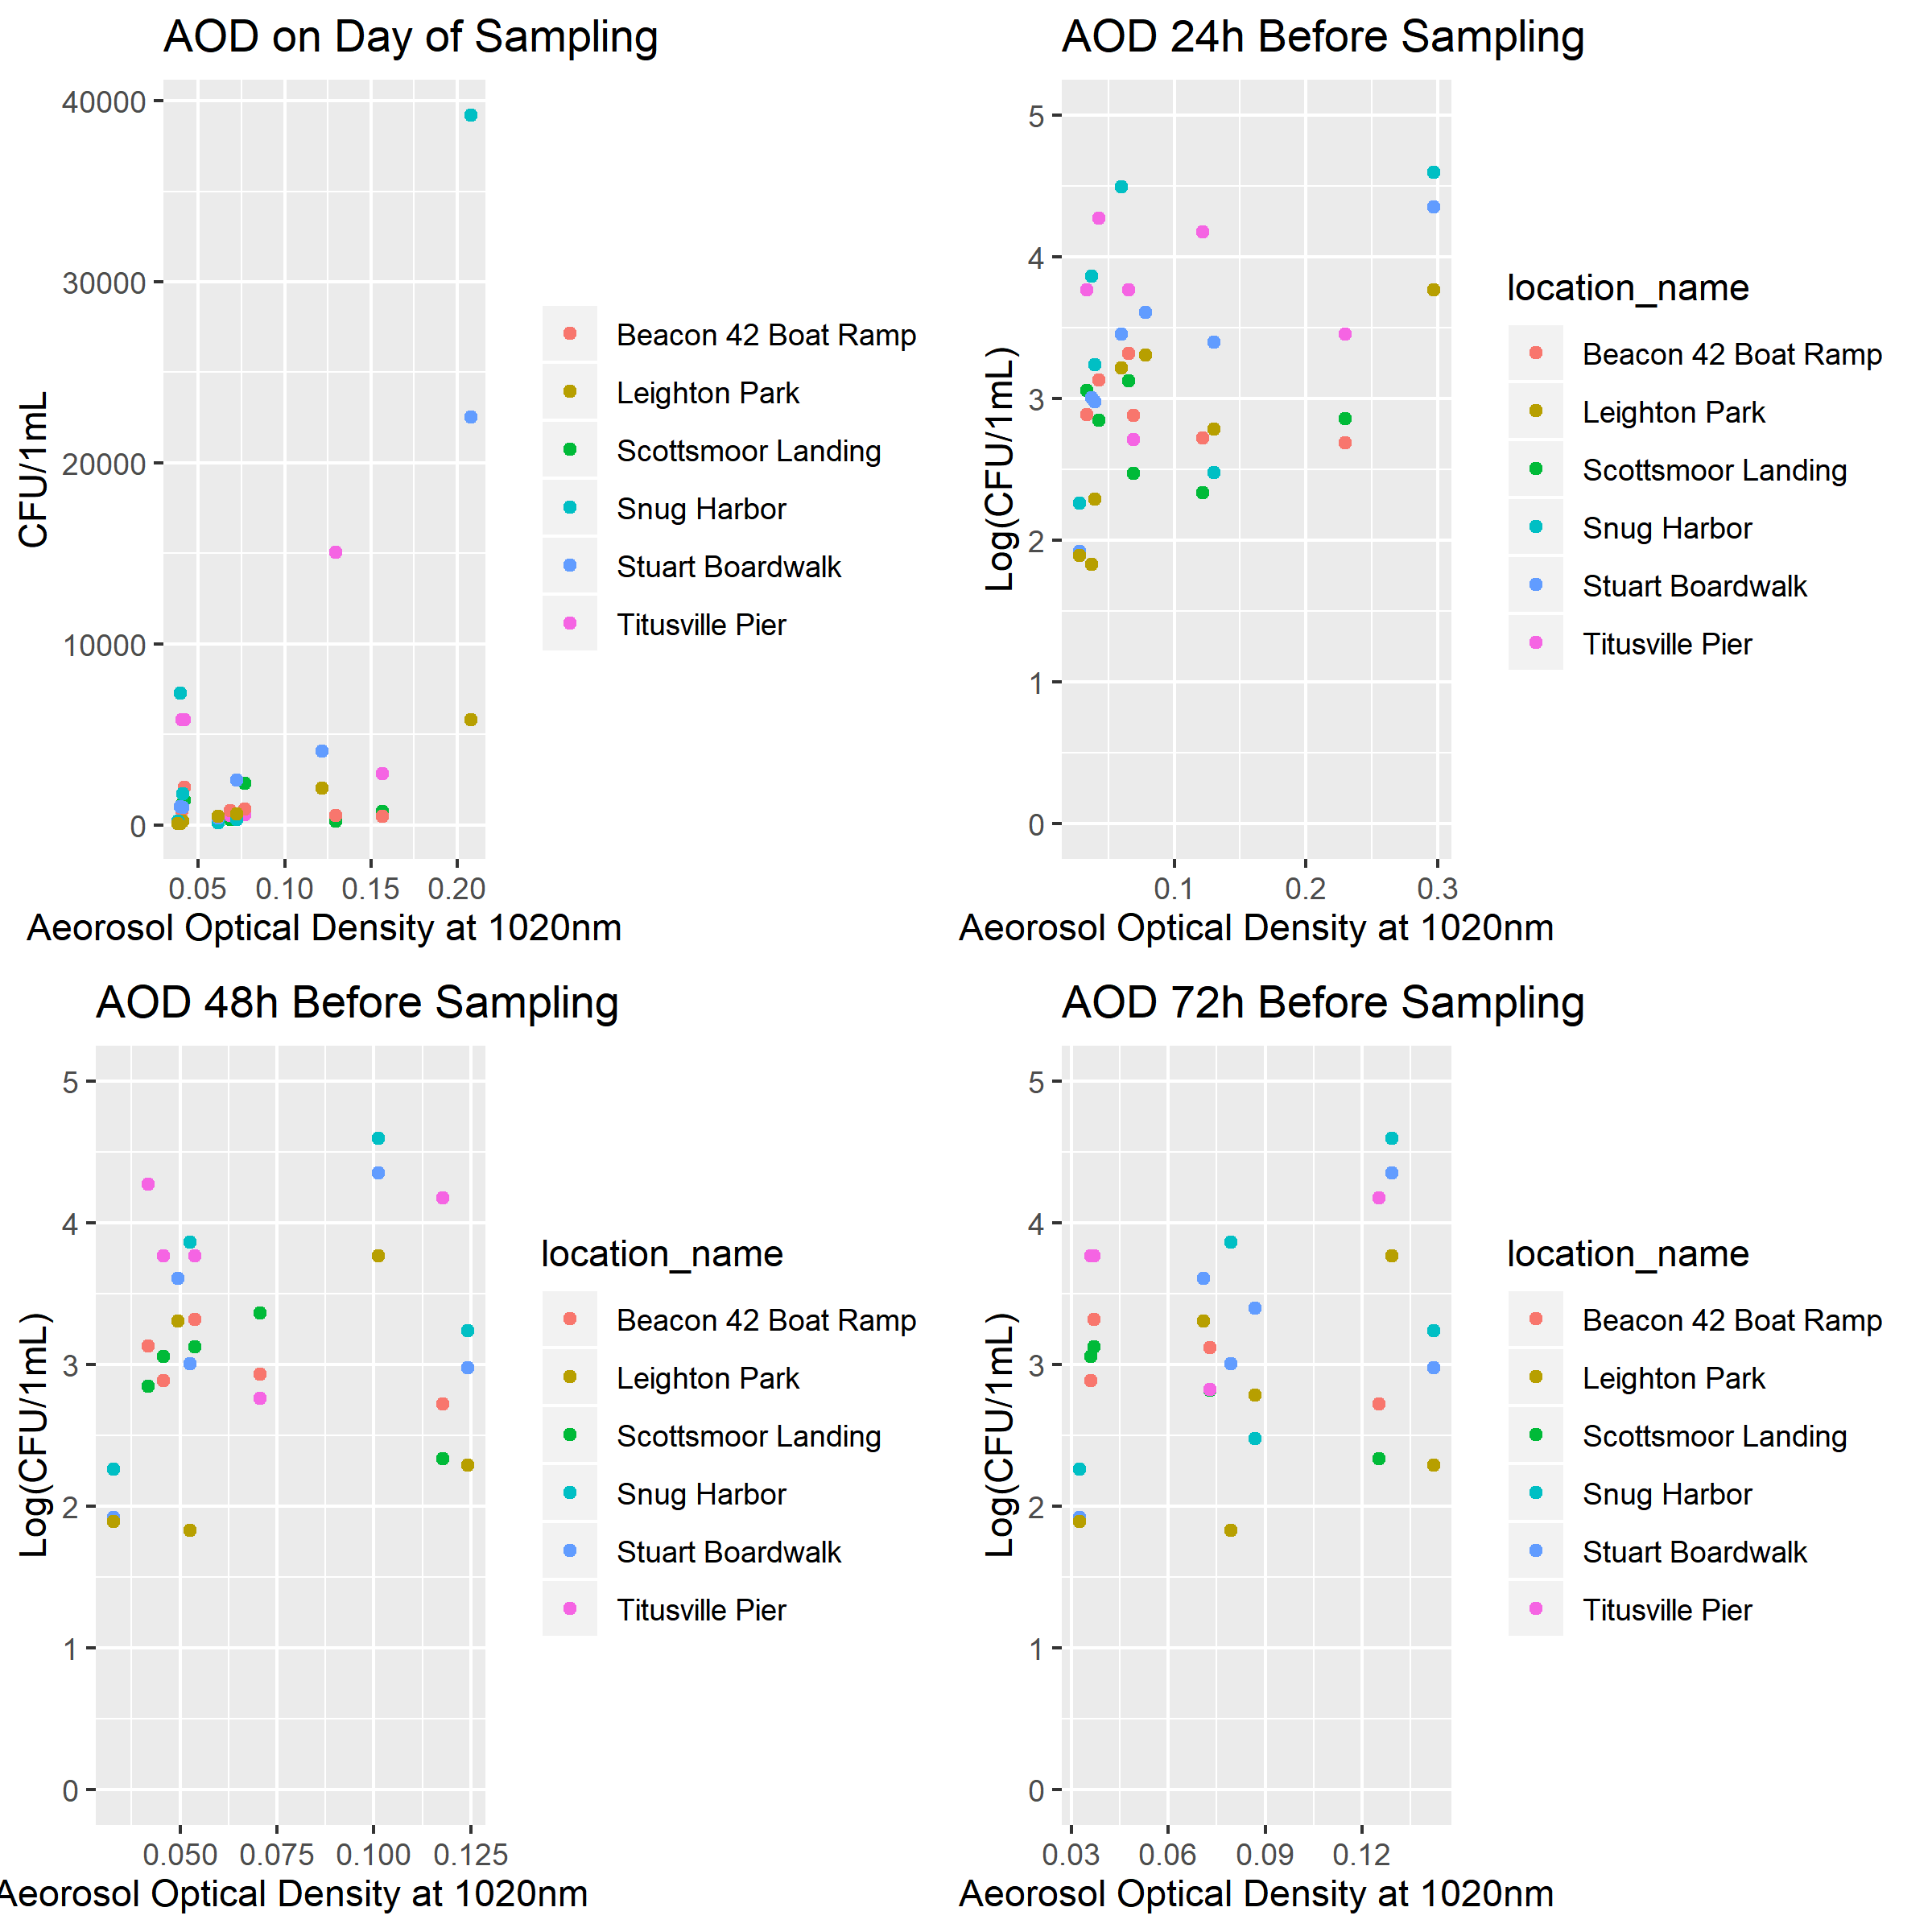 AOD on Day of Sampling
CFU/1mL
40000
30000
20000
10000
0
0.05 0.10 0.15 0.20
Aeorosol Optical Density at 1020nm
Beacon 42 Boat Ramp
Leighton Park
Scottsmoor Landing
Snug Harbor
Stuart Boardwalk
Titusville Pier
AOD 24h Before Sampling
Log(CFU/1mL)
5
4
3
2
1
0
0.1 0.2 0.3
Aeorosol Optical Density at 1020nm
location_name
Beacon 42 Boat Ramp
Leighton Park
Scottsmoor Landing
Snug Harbor
Stuart Boardwalk
Titusville Pier
AOD 48h Before Sampling
Log(CFU/1mL)
5
4
3
2
1
0
0.050 0.075 0.100 0.125
Aeorosol Optical Density at 1020nm
location_name
Beacon 42 Boat Ramp
Leighton Park
Scottsmoor Landing
Snug Harbor
Stuart Boardwalk
Titusville Pier
AOD 72h Before Sampling
Log(CFU/1mL)
5
4
3
2
1
0
0.03 0.06 0.09 0.12
Aeorosol Optical Density at 1020nm
location_name
Beacon 42 Boat Ramp
Leighton Park
Scottsmoor Landing
Snug Harbor
Stuart Boardwalk
Titusville Pier